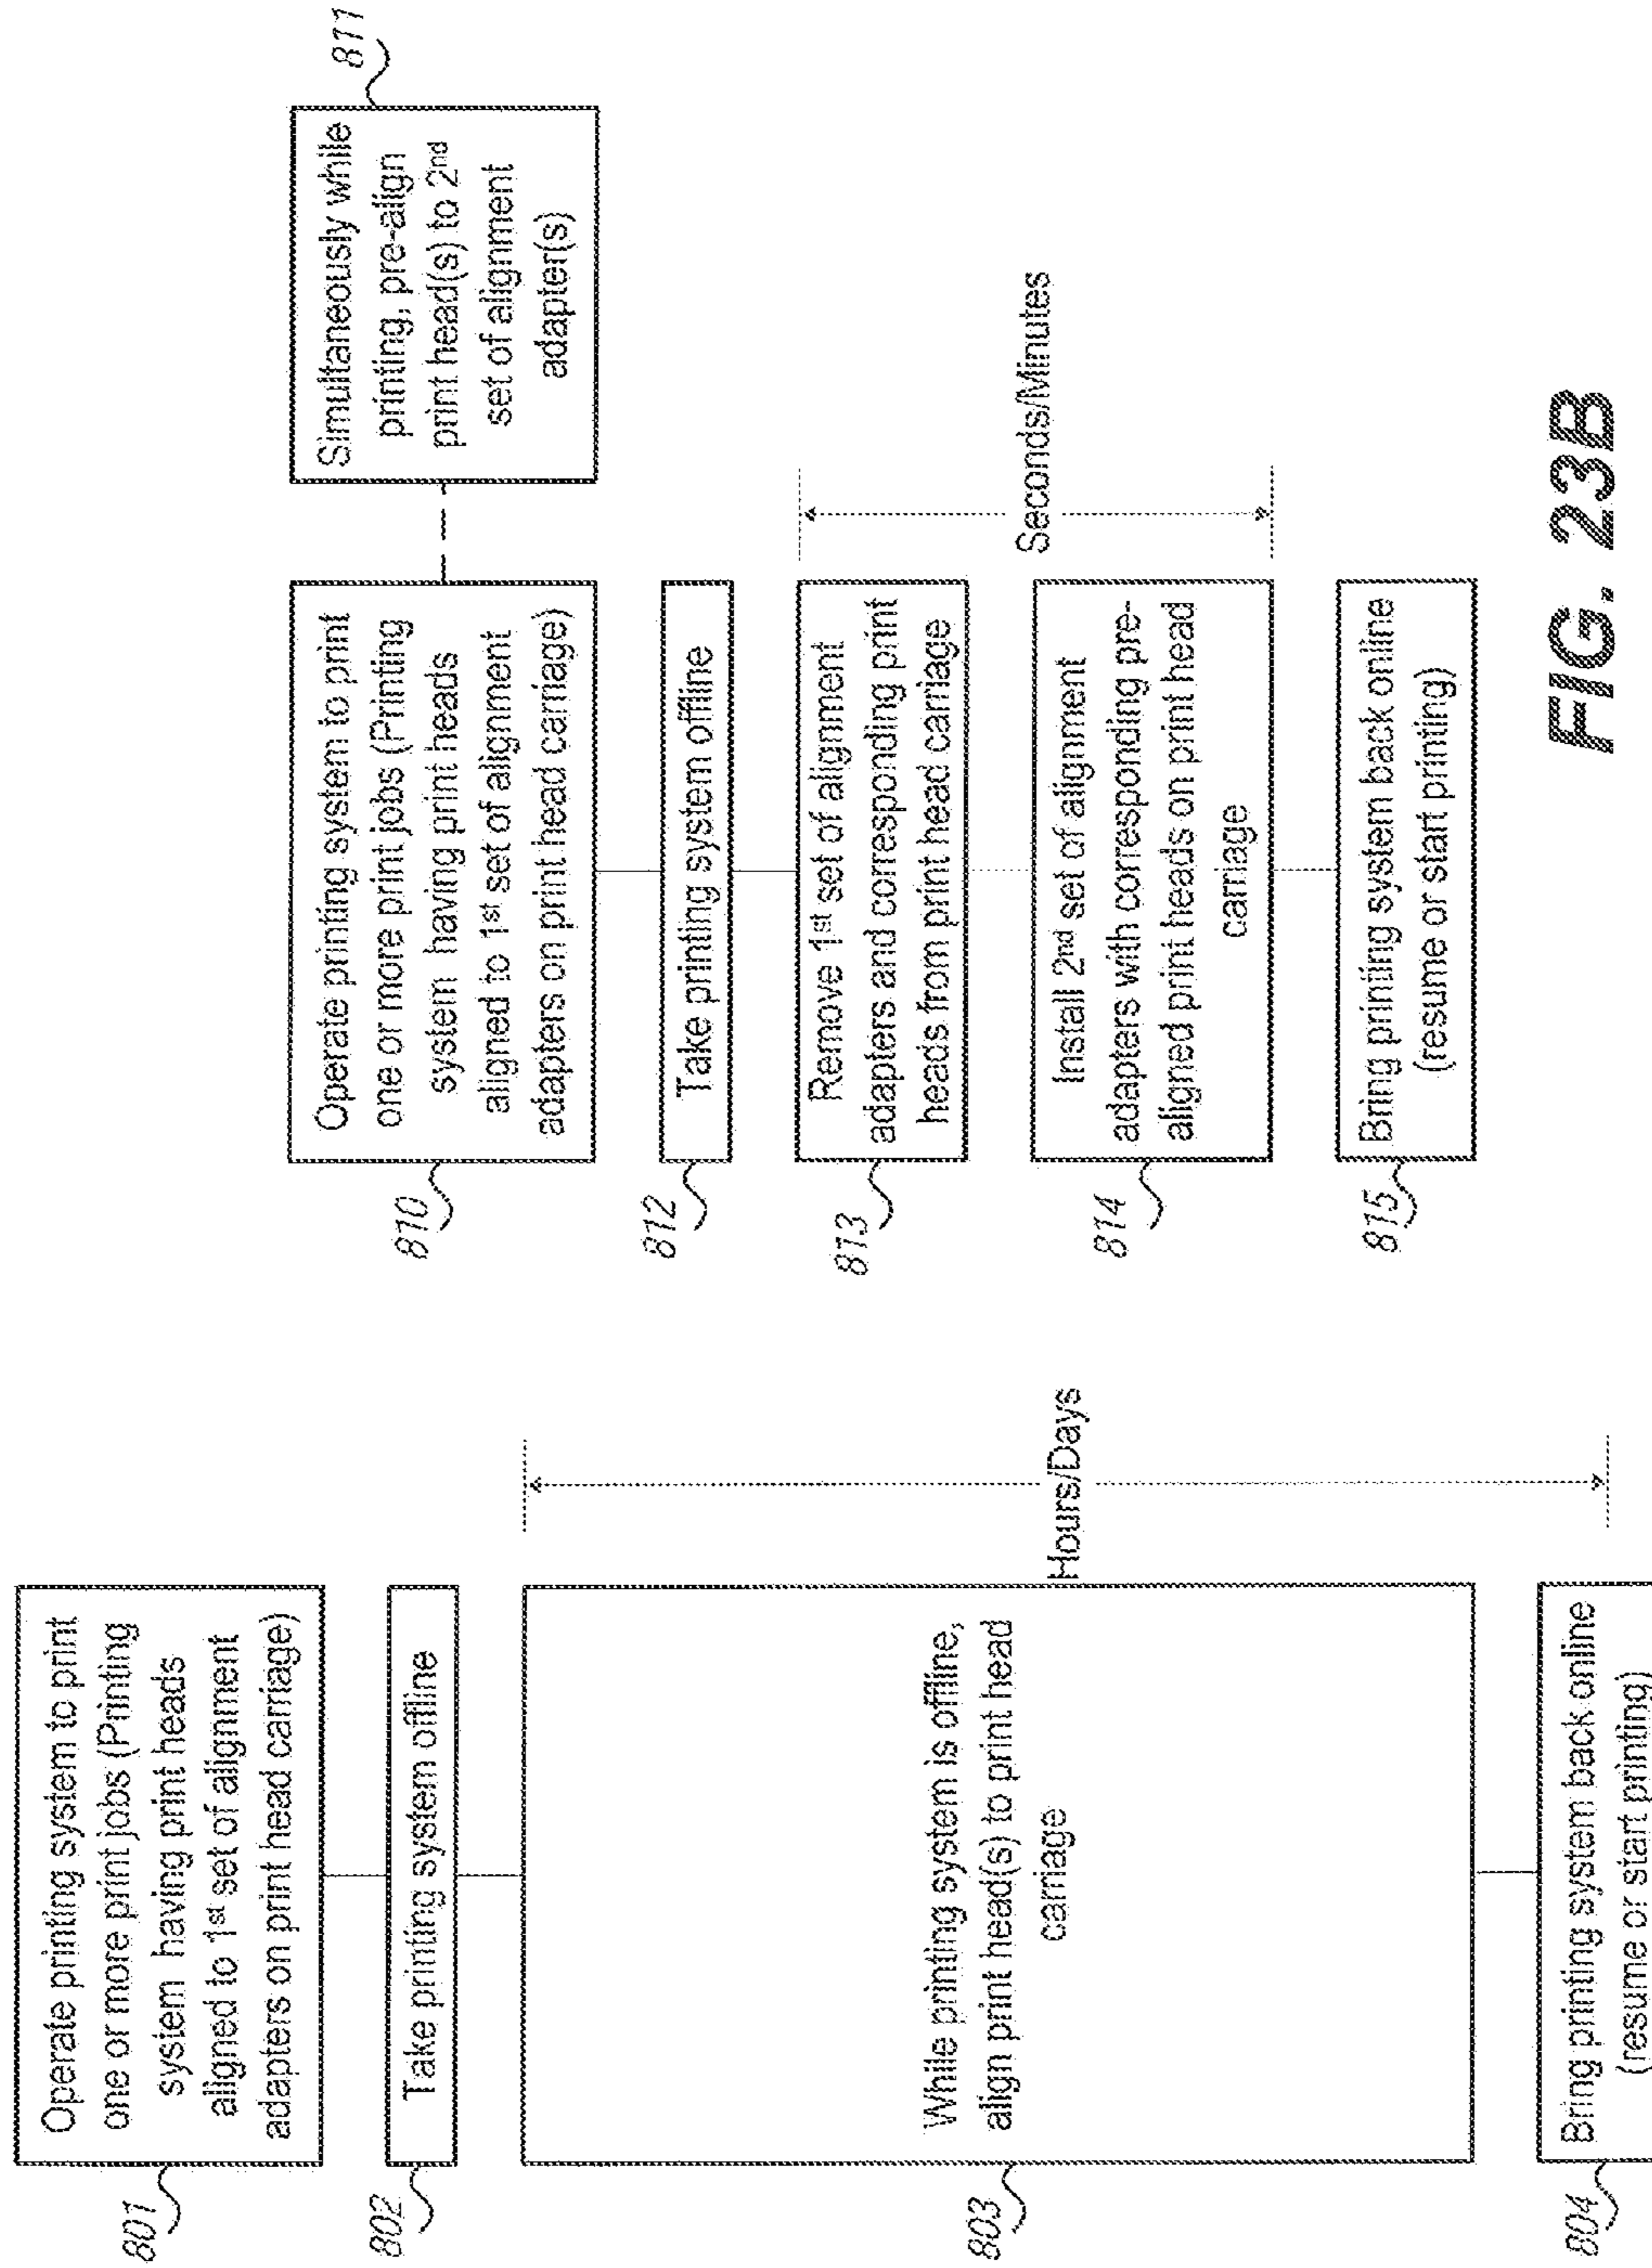 801
Operate printing system to print
one or more print jobs (Printing
system having print heads
aligned to 1st set of alignment
adapters on print head carriage)
802
Take printing system offline
803
While printing system is offline,
align print head(s) to print head
carriage
Hours/Days
804
Bring printing system back online
(resume or start printing)
810
Operate printing system to print
one or more print jobs (Printing
system having print heads
aligned to 1st set of alignment
adapters on print head carriage)
811
Simultaneously while
printing, pre-align
print head(s) to 2nd
set of alignment
adapter(s)
812
Take printing system offline
813
Remove 1st set of alignment
adapters and corresponding print
heads from print head carriage
814
Install 2nd set of alignment
adapters with corresponding pre-
aligned print heads on print head
carriage
Seconds/Minutes
815
Bring printing system back online
(resume or start printing)
FIG. 23B